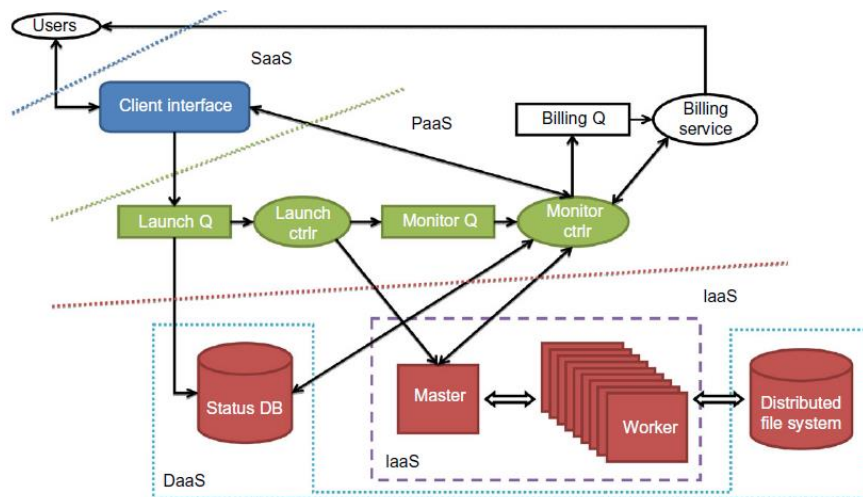 Users
SaaS
Client interface
PaaS
Billing Q
Billing
service
Launch Q
Launch
ctrlr
Monitor Q
Monitor
ctrlr
IaaS
Status DB
Master
Worker
Distributed
file system
IaaS
DaaS